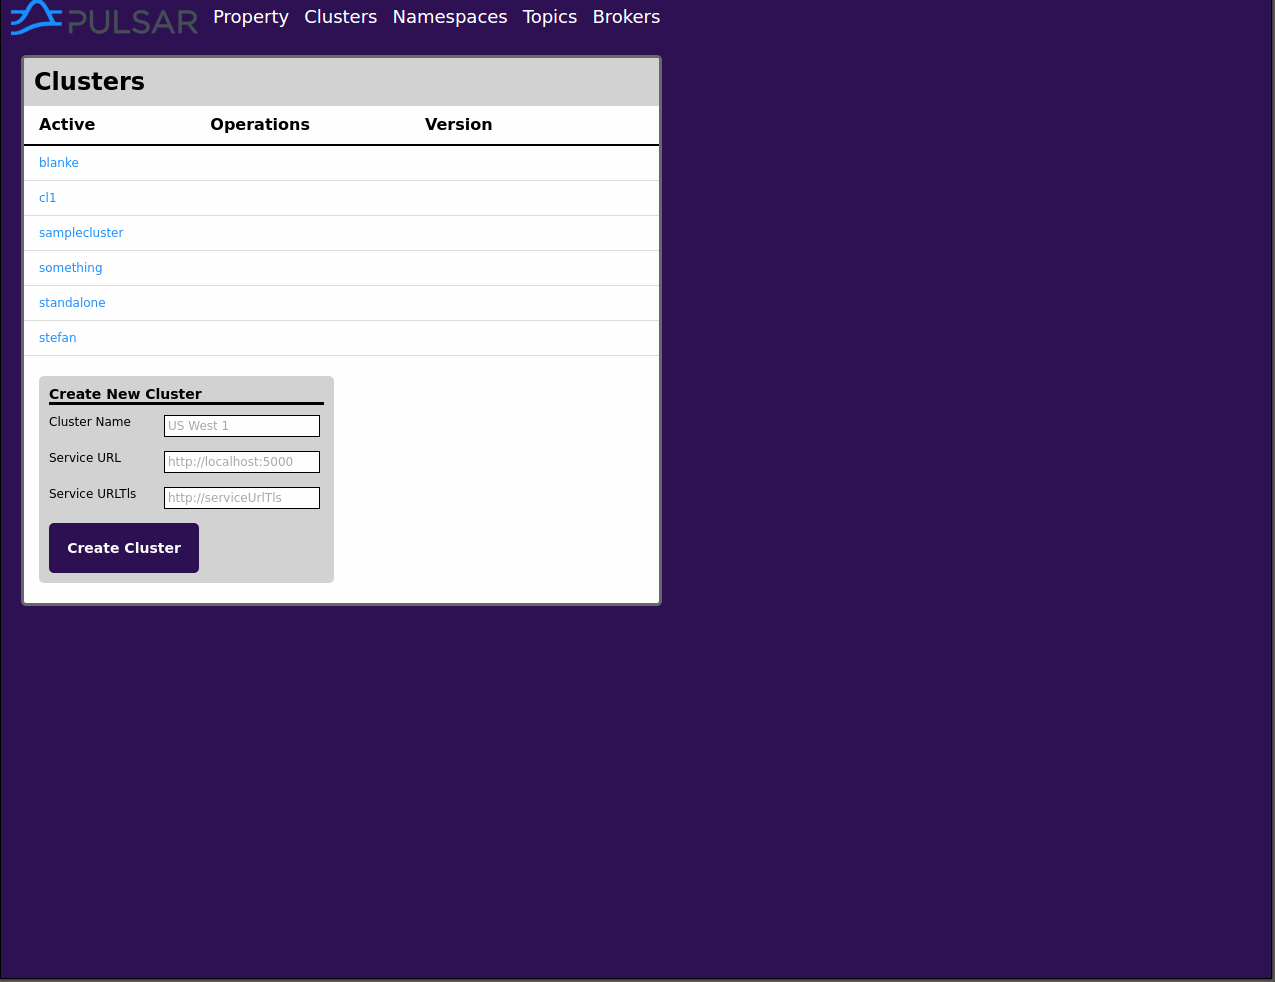 PULSAR Property Clusters Namespaces Topics Brokers
Clusters
Active Operations Version
blanke
cl1
samplecluster
something
standalone
stefan
Create New Cluster
Cluster Name US West 1
Service URL http://localhost:5000
Service URLTls http://serviceUrlTls
Create Cluster